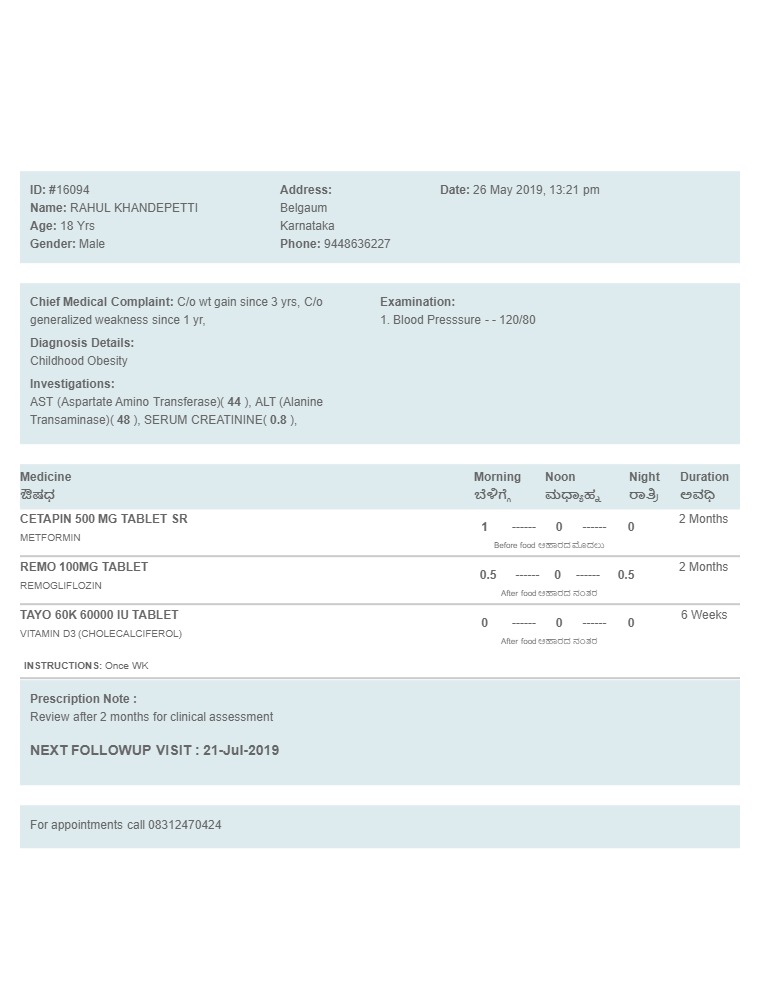 ID: #16094
Name: RAHUL KHANDEPETTI
Age: 18 Yrs
Gender: Male
Address:
Belgaum
Karnataka
Phone: 9448636227
Date: 26 May 2019, 13:21 pm
Chief Medical Complaint: C/o wt gain since 3 yrs, C/o
generalized weakness since 1 yr,
Diagnosis Details:
Childhood Obesity
Investigations:
AST (Aspartate Amino Transferase)( 44 ), ALT (Alanine
Transaminase)( 48 ), SERUM CREATININE( 0.8 ),
Examination:
1. Blood Presssure - - 120/80
Medicine Morning Noon Night Duration
ಔಷಧ ಬೆಳಿಗ್ಗೆ ಮಧ್ಯಾಹ್ನ ರಾತ್ರಿ ಅವಧಿ
CETAPIN 500 MG TABLET SR 1 ------ 0 ------ 0 2 Months
METFORMIN
Before food ಆಹಾರದ ಮೊದಲು
REMO 100MG TABLET 0.5 ------ 0 ------ 0.5 2 Months
REMOGLIFLOZIN
After food ಆಹಾರದ ನಂತರ
TAYO 60K 60000 IU TABLET 0 ------ 0 ------ 0 6 Weeks
VITAMIN D3 (CHOLECALCIFEROL)
After food ಆಹಾರದ ನಂತರ
INSTRUCTIONS: Once WK
Prescription Note :
Review after 2 months for clinical assessment
NEXT FOLLOWUP VISIT : 21-Jul-2019
For appointments call 08312470424